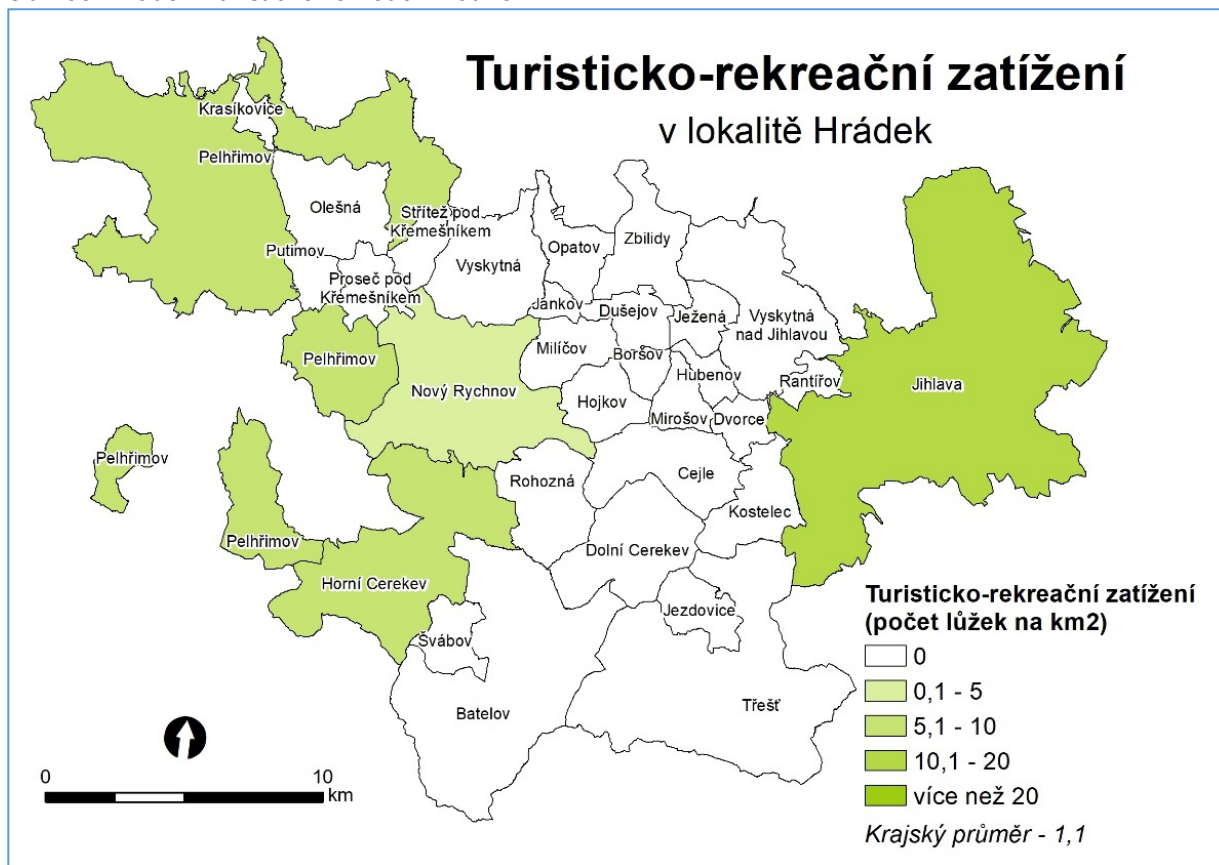 Turisticko-rekreační zatížení
v lokalitě Hrádek
Krasíkovice
Pelhřimov
Olešná
Střítež pod
Křemešníkem
Putimov
Proseč pod
Křemešníkem
Vyskytná
Opatov
Zbilidy
Jankov
Dušejov
Ježená
Vyskytná
nad Jihlavou
Pelhřimov
Milíčov
Boršov
Nový Rychnov
Hojkov
Hubenov
Rantířov
Jihlava
Mirošov
Dvorce
Pelhřimov
Rohozná
Cejle
Kostelec
Pelhřimov
Dolní Cerekev
Horní Cerekev
Jezdovice
Švábov
Batelov
Třešť
Turisticko-rekreační zatížení
(počet lůžek na km2)
0
0,1 - 5
5,1 - 10
10,1 - 20
více než 20
Krajský průměr - 1,1
0 10
km